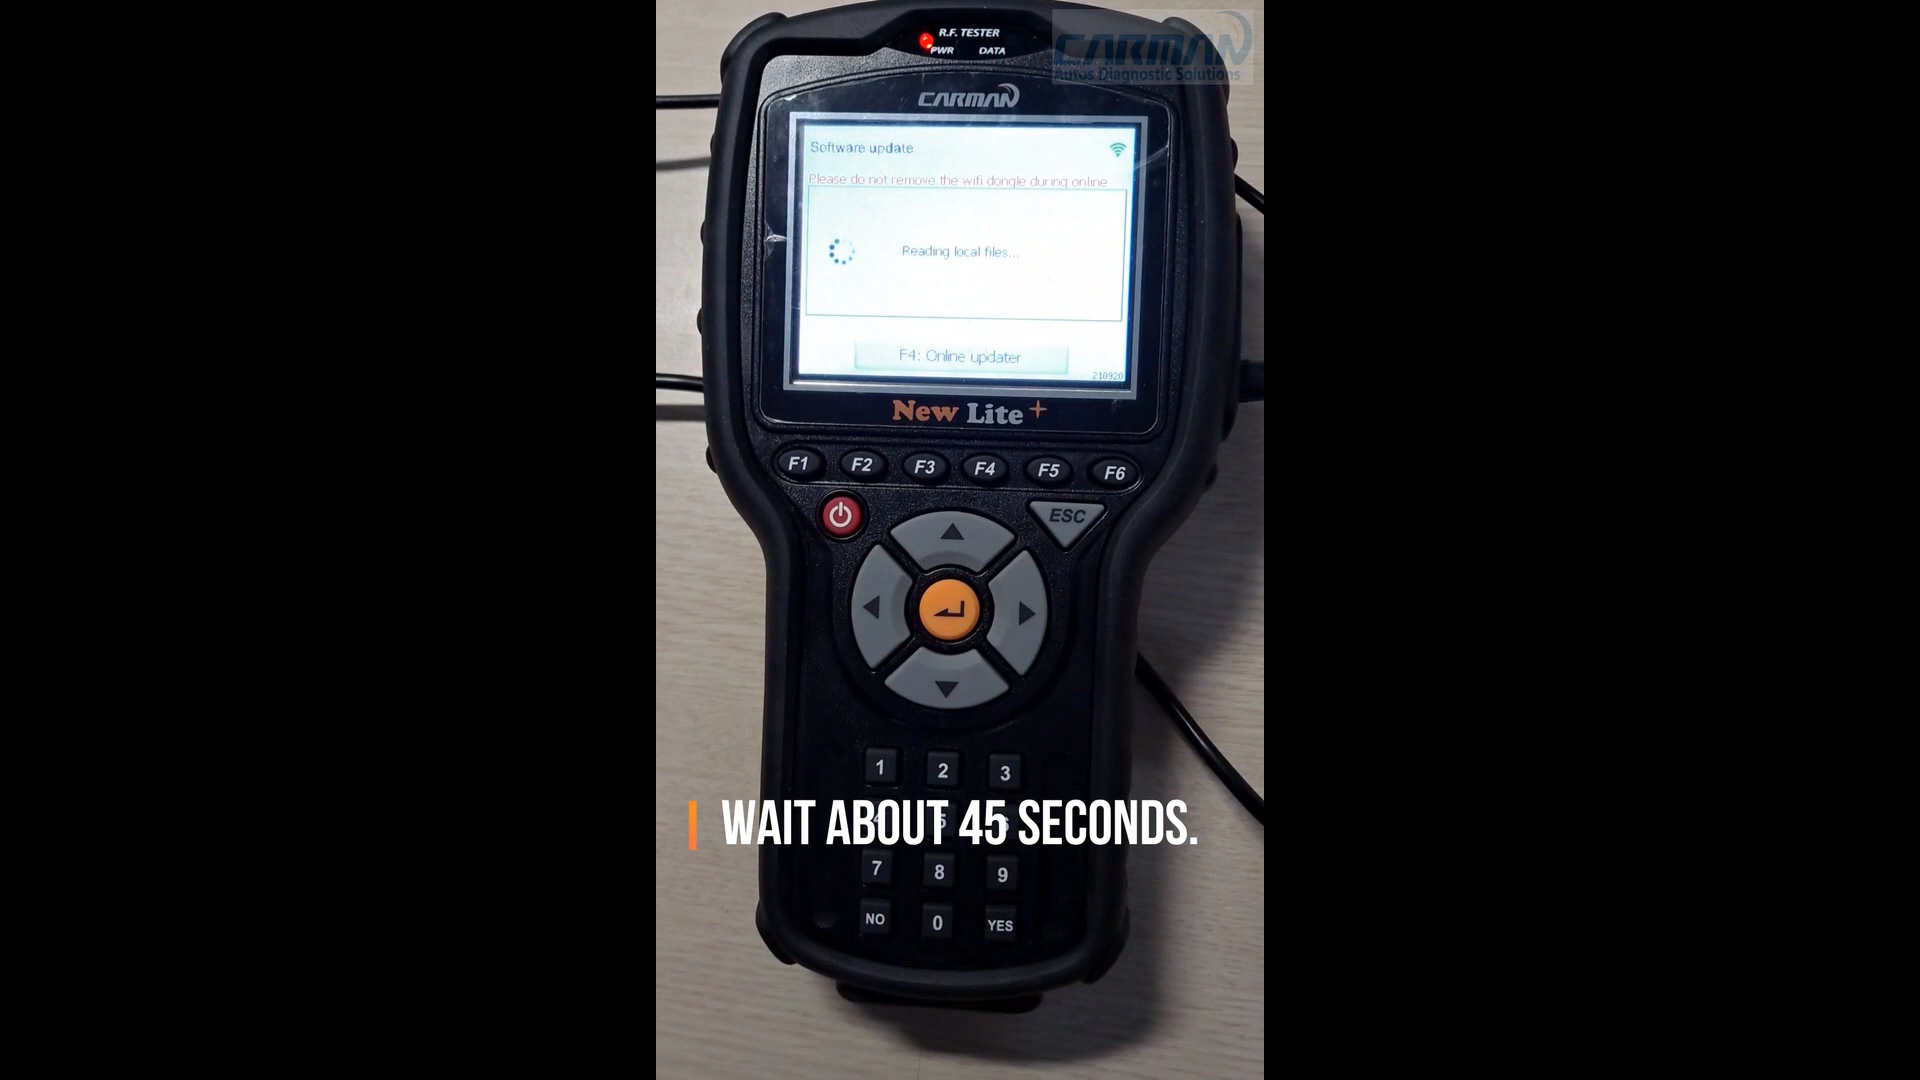 R.F. TESTER
PWR DATA
CARMAN
Autos Diagnostic Solutions
CARMAN
Software update
Please do not remove the wifi dongle during online
Reading local files...
F4: Online updater
210920
New Lite+
F1 F2 F3 F4 F5 F6
ESC
1 2 3
WAIT ABOUT 45 SECONDS.
5 6
7 8 9
NO 0 YES